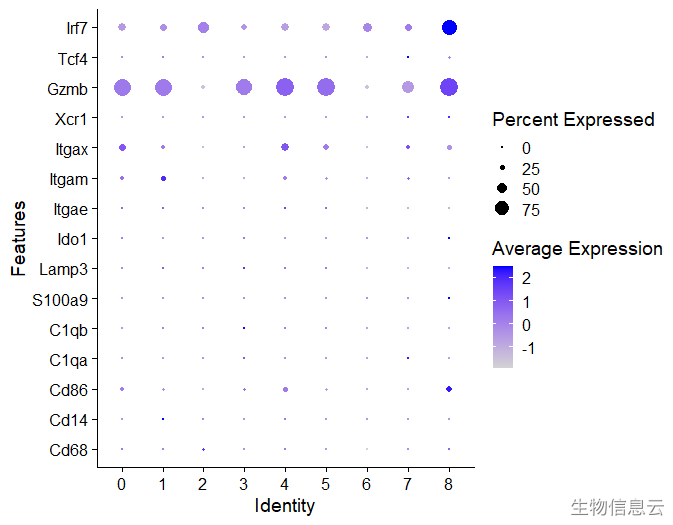 Irf7
Tcf4
Gzmb
Xcr1
Itgax
Itgam
Itgae
Ido1
Lamp3
S100a9
C1qb
C1qa
Cd86
Cd14
Cd68
Features
0 1 2 3 4 5 6 7 8
Identity
Percent Expressed
0
25
50
75
Average Expression
2
1
0
-1
生物信息云